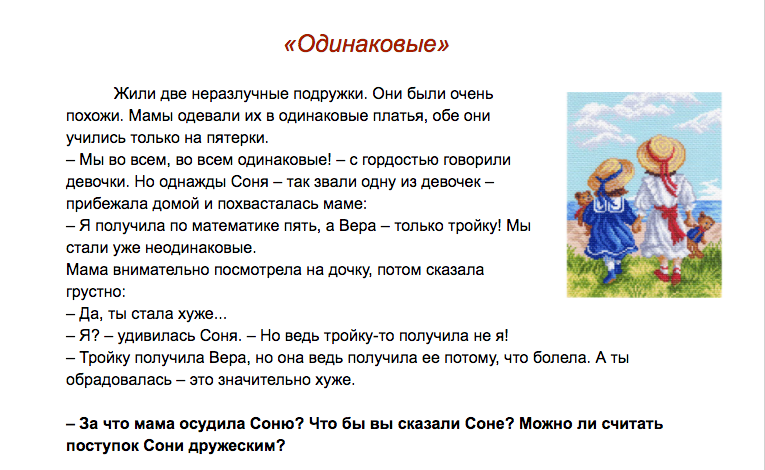 «Одинаковые»
Жили две неразлучные подружки. Они были очень
похожи. Мамы одевали их в одинаковые платья, обе они
учились только на пятерки.
– Мы во всем, во всем одинаковые! – с гордостью говорили
девочки. Но однажды Соня – так звали одну из девочек –
прибежала домой и похвасталась маме:
– Я получила по математике пять, а Вера – только тройку! Мы
стали уже неодинаковые.
Мама внимательно посмотрела на дочку, потом сказала
грустно:
– Да, ты стала хуже...
– Я? – удивилась Соня. – Но ведь тройку-то получила не я!
– Тройку получила Вера, но она ведь получила ее потому, что болела. А ты
обрадовалась – это значительно хуже.
– За что мама осудила Соню? Что бы вы сказали Соне? Можно ли считать
поступок Сони дружеским?